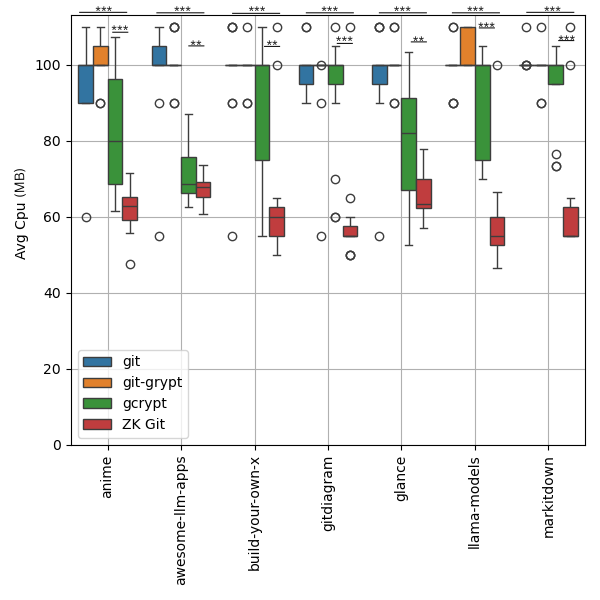 *** *** *** *** *** *** ***
*** ** ** *** ** *** ***
100
80
60
40
20
0
Avg Cpu (MB)
git
git-grypt
gcrypt
ZK Git
anime
awesome-llm-apps
build-your-own-x
gitdiagram
glance
llama-models
markitdown